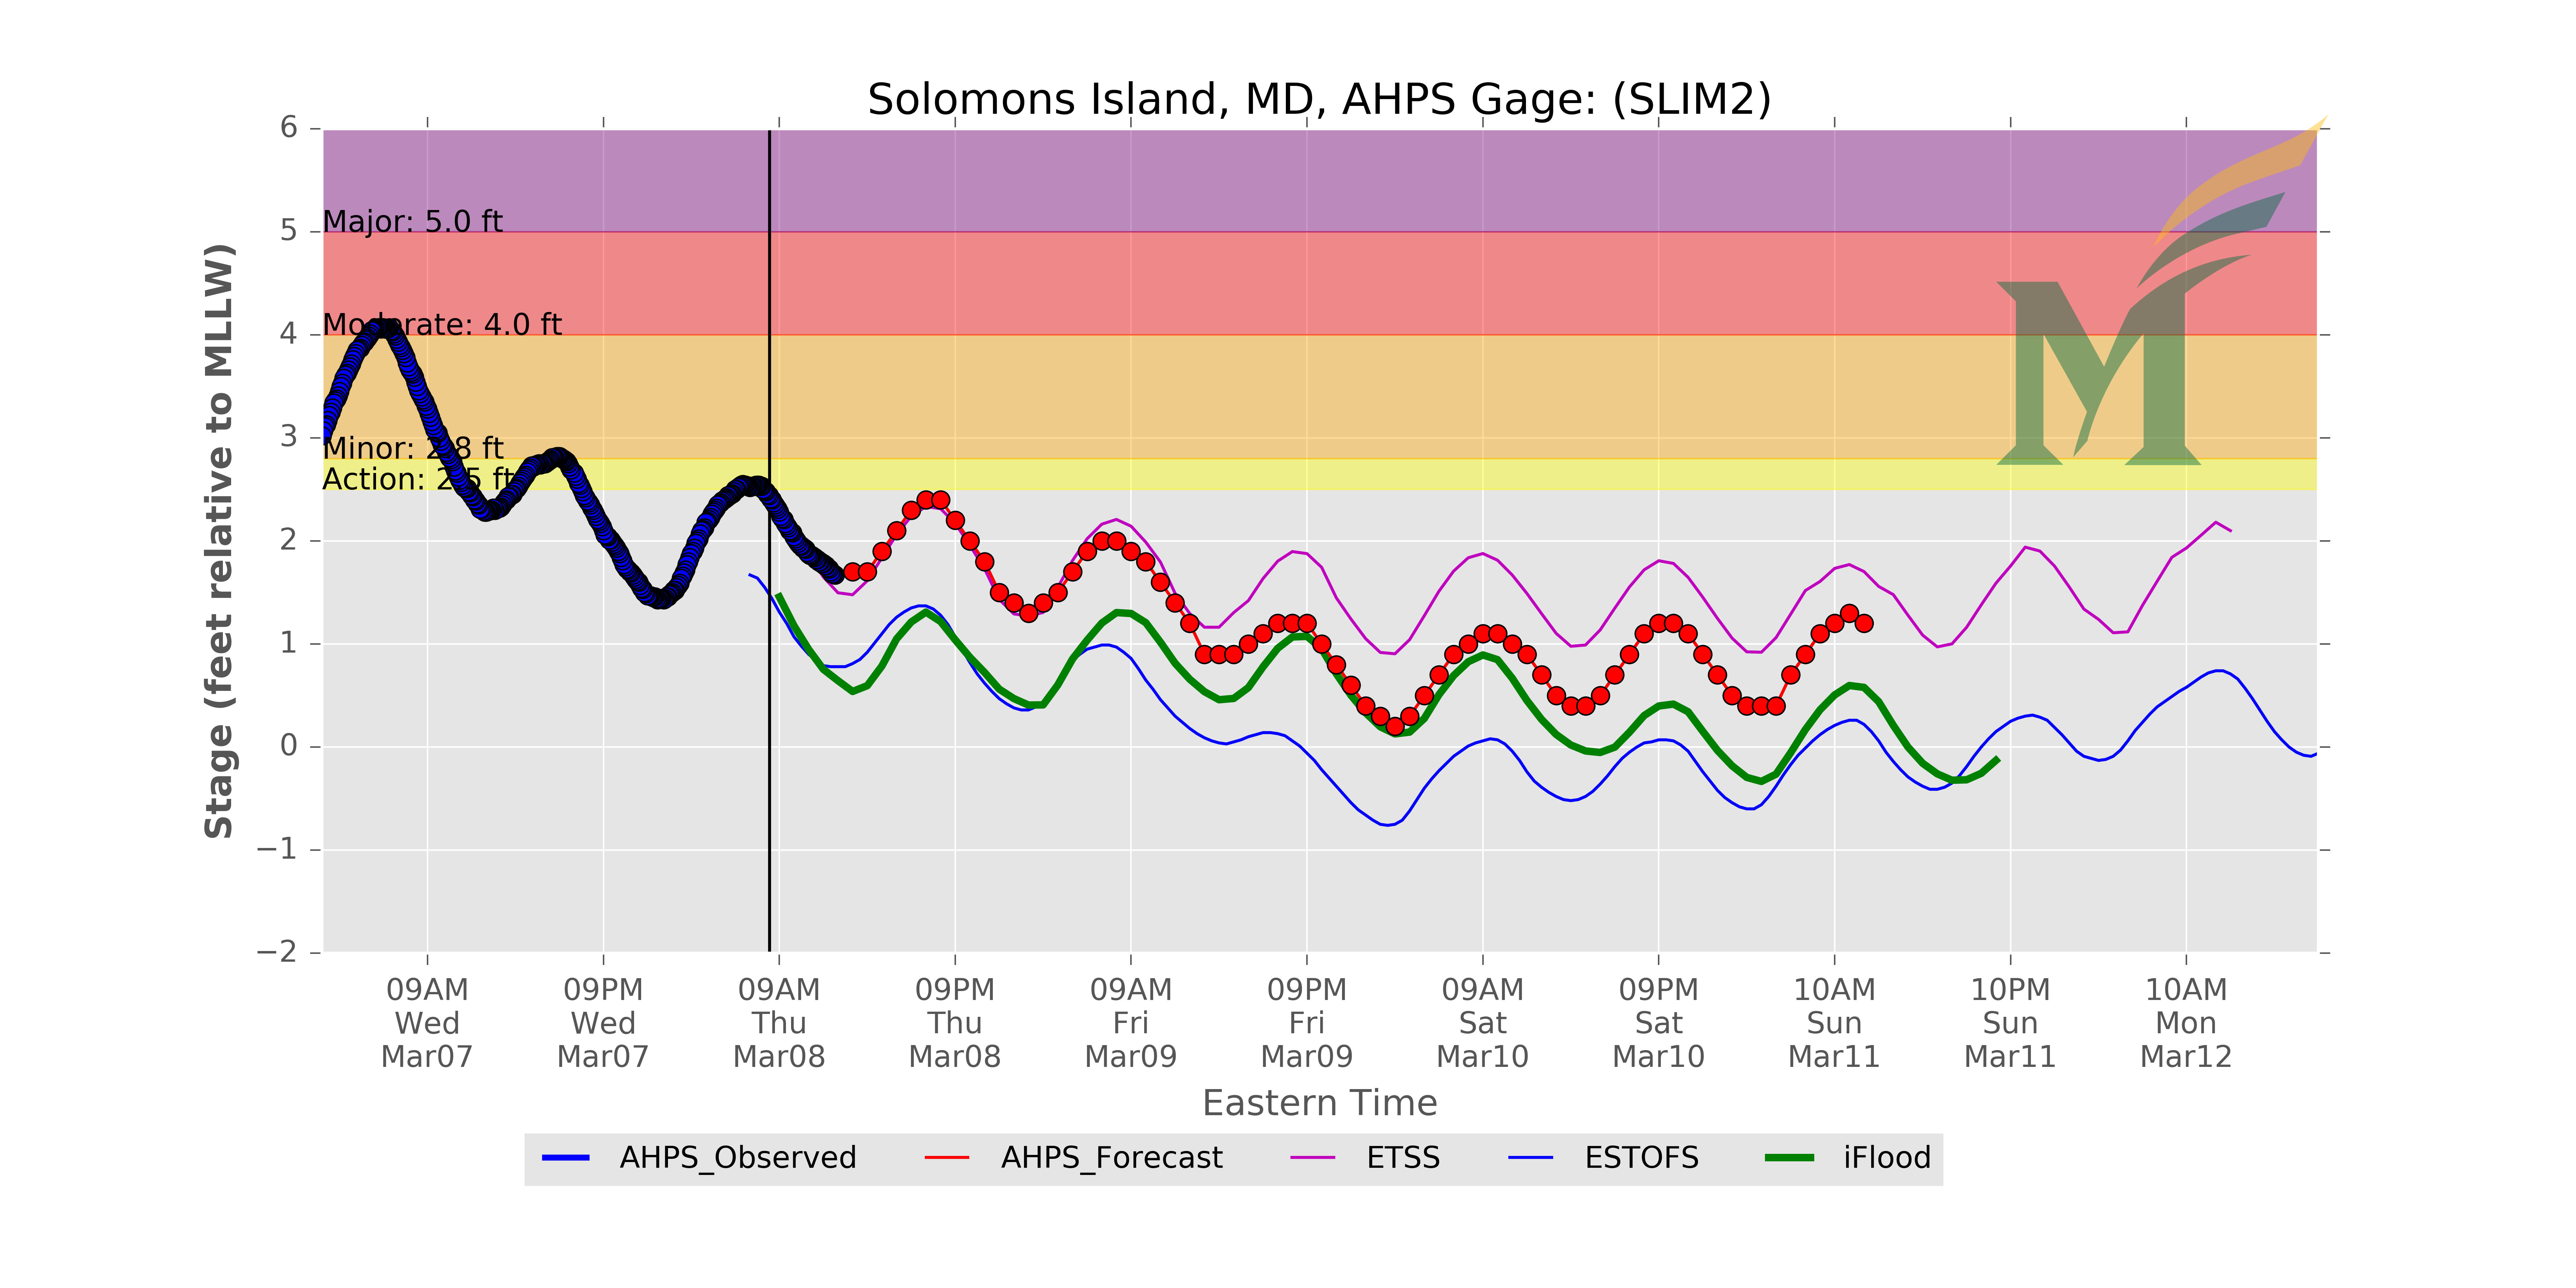 Solomons Island, MD, AHPS Gage: (SLIM2)
6
5
4
3
2
1
0
−1
−2
Stage (feet relative to MLLW)
Major: 5.0 ft
Moderate: 4.0 ft
Minor: 2.8 ft
Action: 2.5 ft
M
09AM 09PM 09AM 09PM 09AM 09PM 09AM 09PM 10AM 10PM 10AM
Wed Wed Thu Thu Fri Fri Sat Sat Sun Sun Mon
Mar07 Mar07 Mar08 Mar08 Mar09 Mar09 Mar10 Mar10 Mar11 Mar11 Mar12
Eastern Time
AHPS_Observed AHPS_Forecast ETSS ESTOFS iFlood